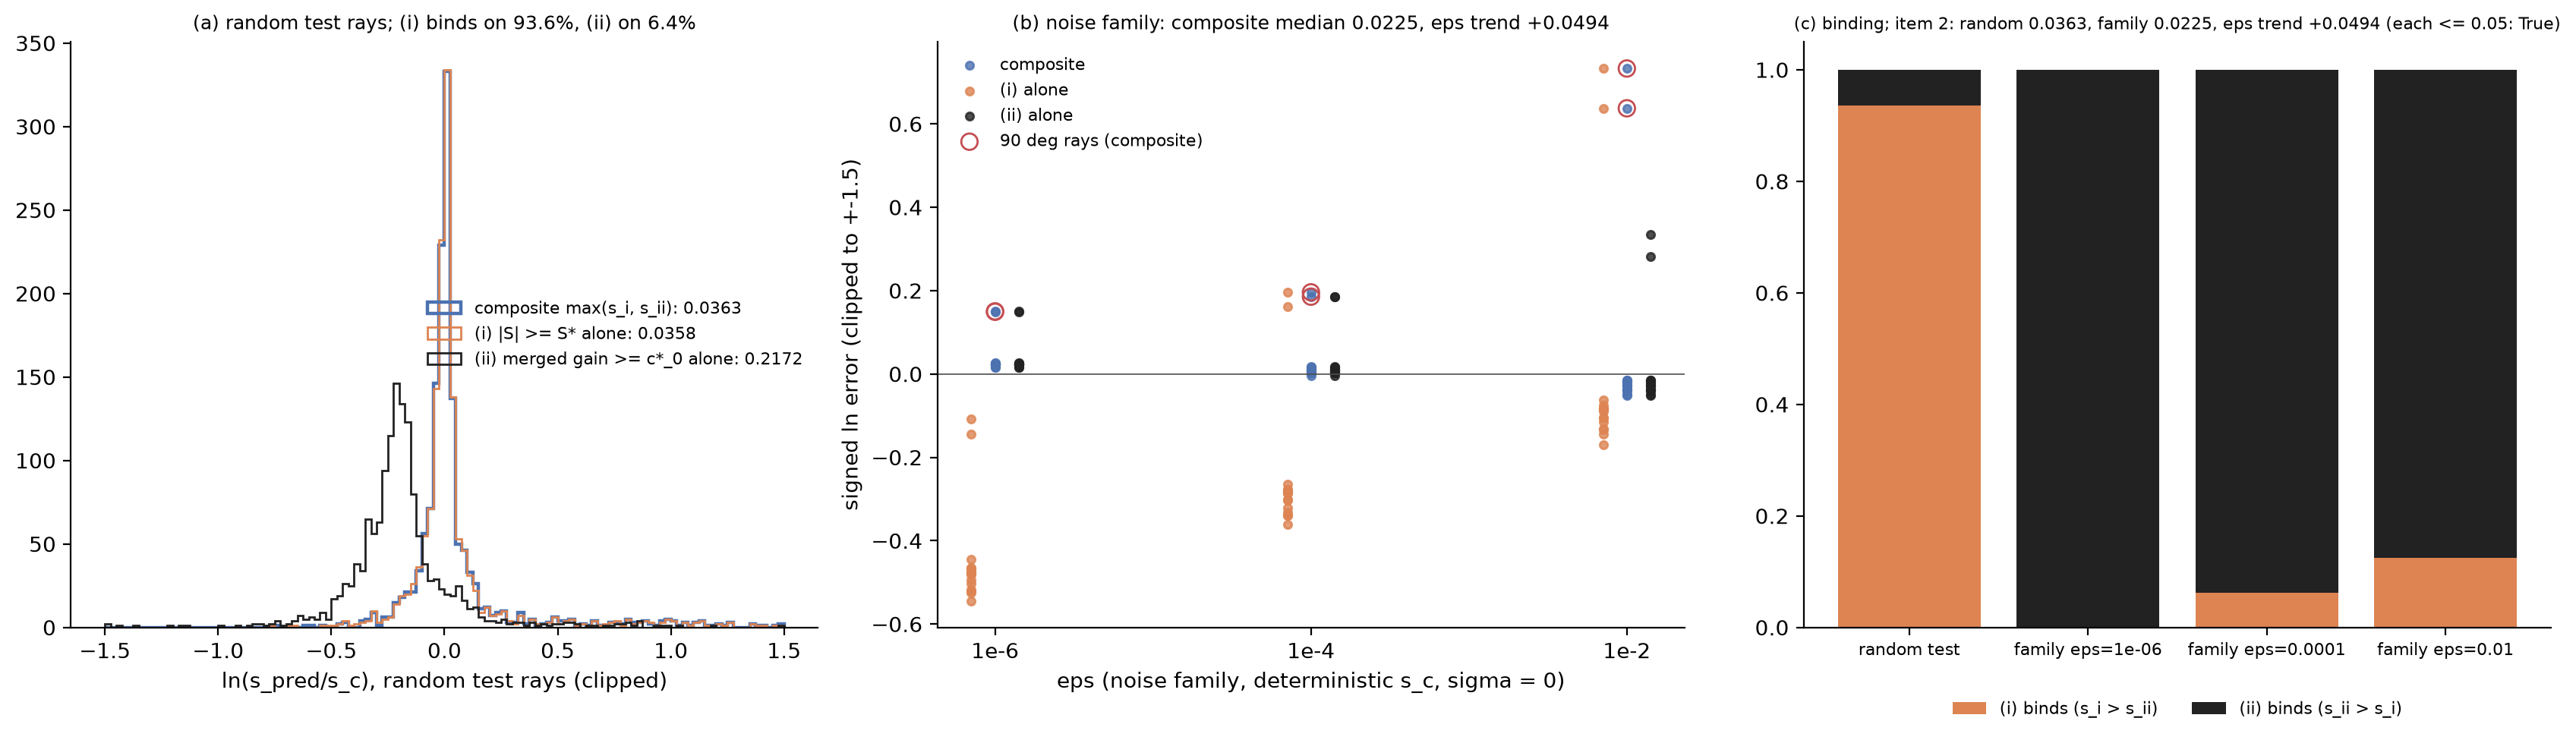 (a) random test rays; (i) binds on 93.6%, (ii) on 6.4%
350
300
250
200
150
100
50
0
composite max(s_i, s_ii): 0.0363
(i) |S| >= S* alone: 0.0358
(ii) merged gain >= c*_0 alone: 0.2172
−1.5
−1.0
−0.5
0.0
0.5
1.0
1.5
ln(s_pred/s_c), random test rays (clipped)
(b) noise family: composite median 0.0225, eps trend +0.0494
signed ln error (clipped to +-1.5)
composite
(i) alone
(ii) alone
90 deg rays (composite)
0.6
0.4
0.2
0.0
−0.2
−0.4
−0.6
1e-6
1e-4
1e-2
eps (noise family, deterministic s_c, sigma = 0)
(c) binding; item 2: random 0.0363, family 0.0225, eps trend +0.0494 (each <= 0.05: True)
1.0
0.8
0.6
0.4
0.2
0.0
random test
family eps=1e-06
family eps=0.0001
family eps=0.01
(i) binds (s_i > s_ii)
(ii) binds (s_ii > s_i)